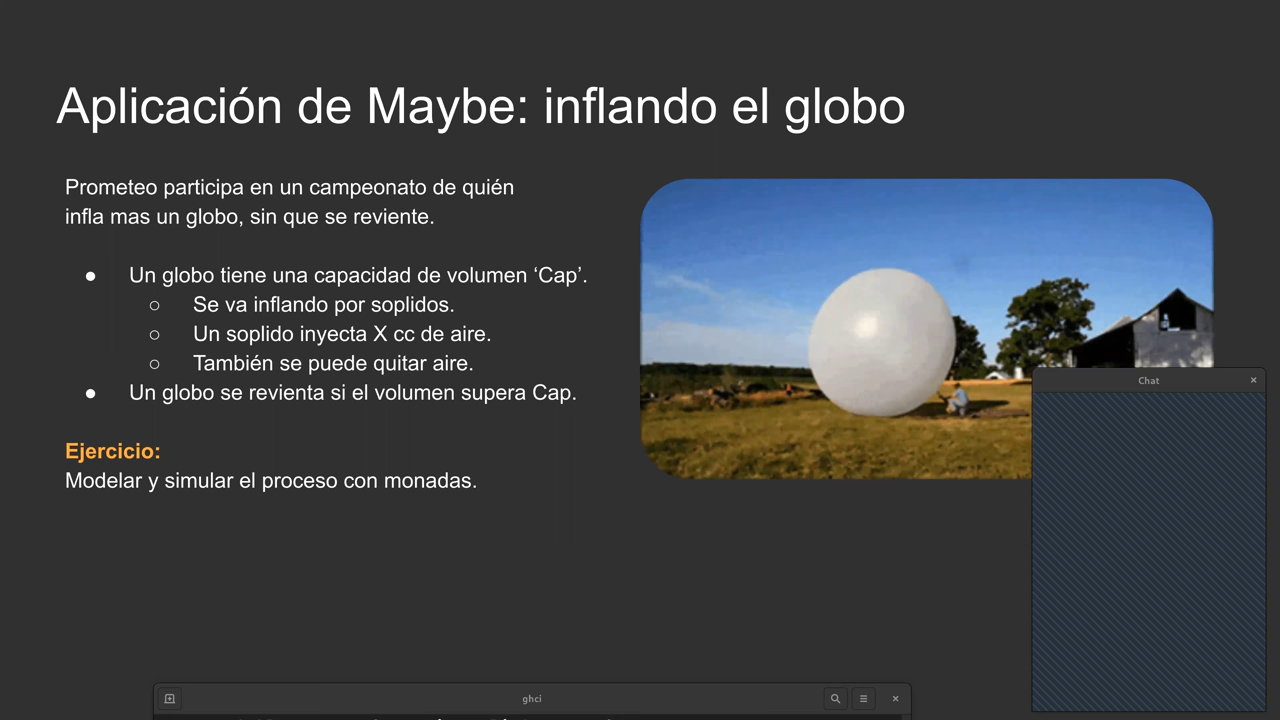 Aplicación de Maybe: inflando el globo
Prometeo participa en un campeonato de quién
infla mas un globo, sin que se reviente.
● Un globo tiene una capacidad de volumen ‘Cap’.
○ Se va inflando por soplidos.
○ Un soplido inyecta X cc de aire.
○ También se puede quitar aire.
● Un globo se revienta si el volumen supera Cap.
Ejercicio:
Modelar y simular el proceso con monadas.
Chat
ghci